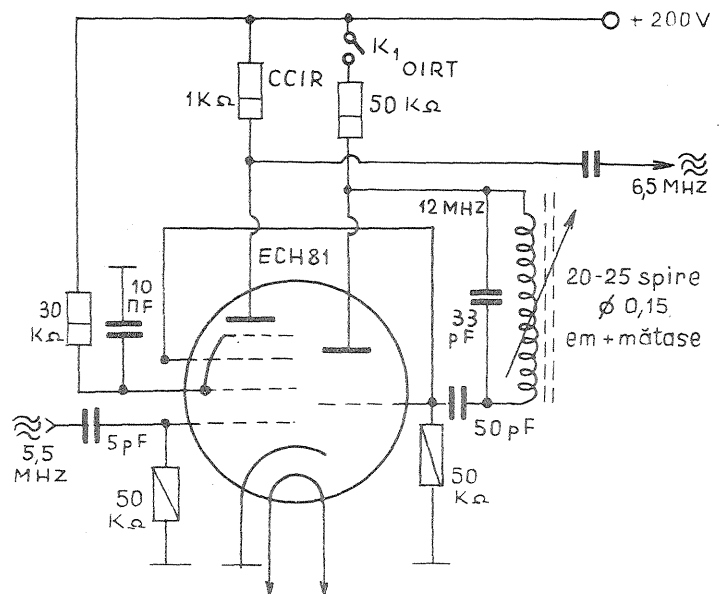 + 200V
K1
OIRT
CCIR
1KΩ
50 KΩ
6,5 MHZ
12 MHZ
ECH81
10
ΠF
30
KΩ
33
pF
20-25 spire
ø 0,15
em + mătase
5pF
50pF
5,5
MHZ
50
KΩ
50
KΩ